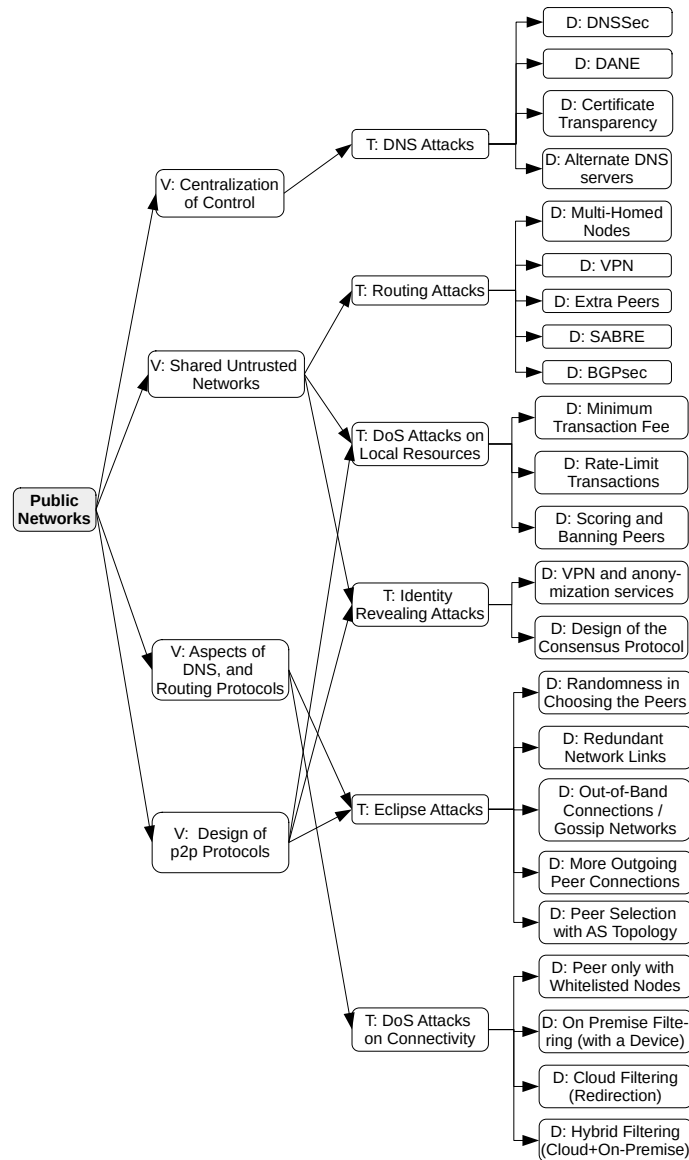 Public
Networks
V: Centralization
of Control
V: Shared Untrusted
Networks
V: Aspects of
DNS, and
Routing Protocols
V:  Design of
p2p Protocols
T: DNS Attacks
T: Routing Attacks
T: DoS Attacks on
Local Resources
T: Identity
Revealing Attacks
T: Eclipse Attacks
T: DoS Attacks
on Connectivity
D: DNSSec
D: DANE
D: Certificate
Transparency
D: Alternate DNS
servers
D: Multi-Homed
Nodes
D: VPN
D: Extra Peers
D: SABRE
D: BGPsec
D: Minimum
Transaction Fee
D: Rate-Limit
Transactions
D: Scoring and
Banning Peers
D: VPN and anony-
mization services
D: Design of the
Consensus Protocol
D: Randomness in
Choosing the Peers
D: Redundant
Network Links
D: Out-of-Band
Connections /
Gossip Networks
D: More Outgoing
Peer Connections
D: Peer Selection
with AS Topology
D: Peer only with
Whitelisted Nodes
D: On Premise Filte-
ring (with a Device)
D: Cloud Filtering
(Redirection)
D: Hybrid Filtering
(Cloud+On-Premise)